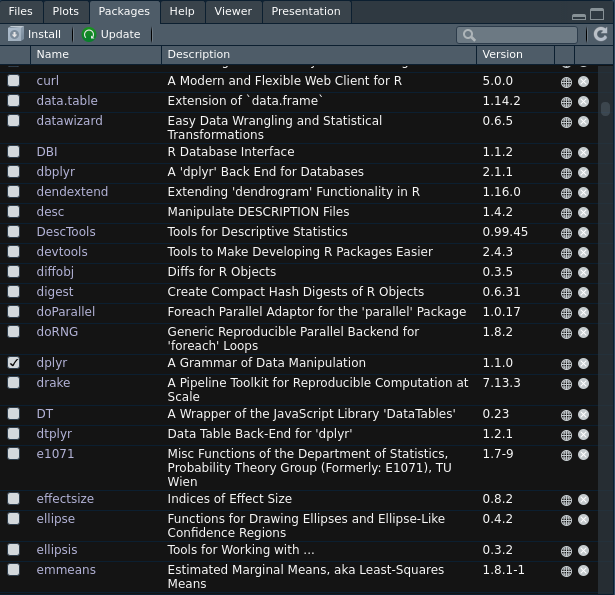 Files Plots Packages Help Viewer Presentation
Install Update
Name Description Version
curl A Modern and Flexible Web Client for R 5.0.0
data.table Extension of `data.frame` 1.14.2
datawizard Easy Data Wrangling and Statistical 0.6.5
Transformations
DBI R Database Interface 1.1.2
dbplyr A 'dplyr' Back End for Databases 2.1.1
dendextend Extending 'dendrogram' Functionality in R 1.16.0
desc Manipulate DESCRIPTION Files 1.4.2
DescTools Tools for Descriptive Statistics 0.99.45
devtools Tools to Make Developing R Packages Easier 2.4.3
diffobj Diffs for R Objects 0.3.5
digest Create Compact Hash Digests of R Objects 0.6.31
doParallel Foreach Parallel Adaptor for the 'parallel' Package 1.0.17
doRNG Generic Reproducible Parallel Backend for 1.8.2
'foreach' Loops
dplyr A Grammar of Data Manipulation 1.1.0
drake A Pipeline Toolkit for Reproducible Computation at 7.13.3
Scale
DT A Wrapper of the JavaScript Library 'DataTables' 0.23
dtplyr Data Table Back-End for 'dplyr' 1.2.1
e1071 Misc Functions of the Department of Statistics, 1.7-9
Probability Theory Group (Formerly: E1071), TU
Wien
effectsize Indices of Effect Size 0.8.2
ellipse Functions for Drawing Ellipses and Ellipse-Like 0.4.2
Confidence Regions
ellipsis Tools for Working with ... 0.3.2
emmeans Estimated Marginal Means, aka Least-Squares 1.8.1-1
Means